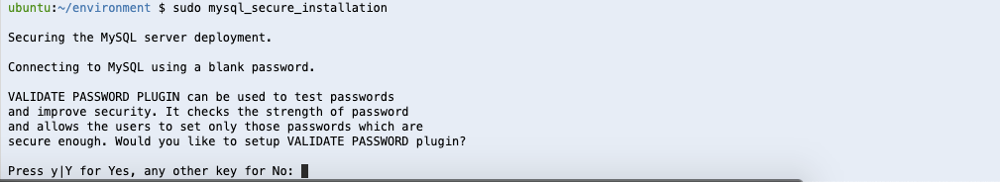 ubuntu:~/environment $ sudo mysql_secure_installation
Securing the MySQL server deployment.
Connecting to MySQL using a blank password.
VALIDATE PASSWORD PLUGIN can be used to test passwords
and improve security. It checks the strength of password
and allows the users to set only those passwords which are
secure enough. Would you like to setup VALIDATE PASSWORD plugin?
Press y|Y for Yes, any other key for No: